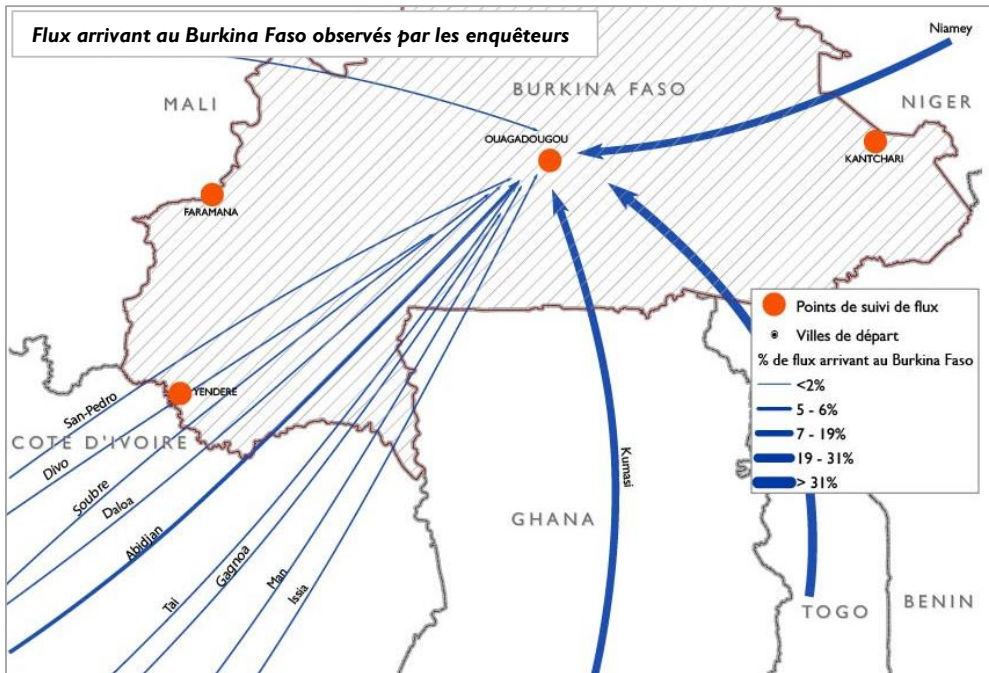 Flux arrivant au Burkina Faso observés par les enquêteurs
Niamey
MALI
BURKINA FASO
NIGER
OUAGADOUGOU
KANTCHARI
FARAMANA
Points de suivi de flux
Villes de départ
% de flux arrivant au Burkina Faso
<2%
5 - 6%
7 - 19%
19 - 31%
> 31%
YENDERE
San-Pedro
COTE D'IVOIRE
Divo
Soubre
Daloa
Abidjan
Kumasi
GHANA
Tai
Gagnoa
Man
Issia
TOGO
BENIN